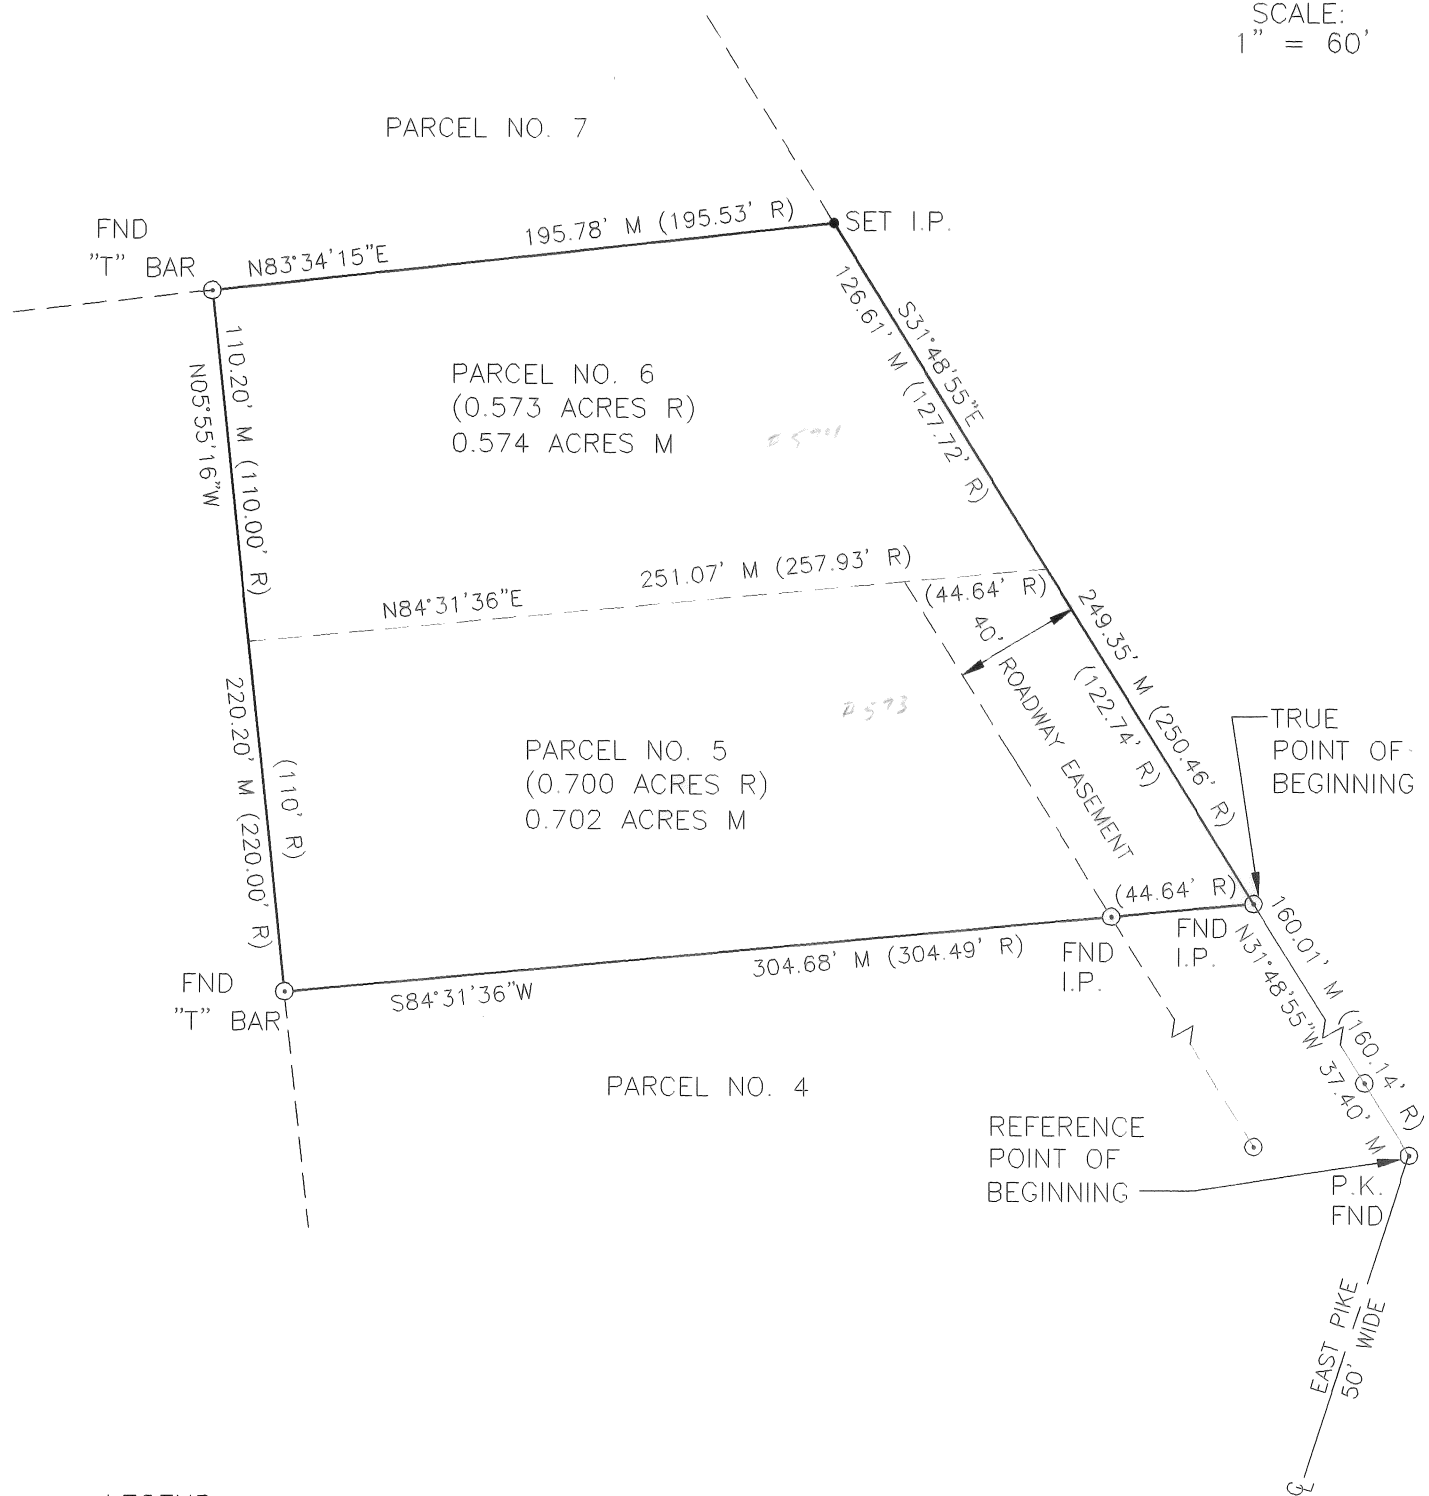 SCALE:
1" = 60'
PARCEL NO. 7
FND
"T" BAR
N83°34'15"E
195.78' M (195.53' R)
SET I.P.
110.20' M (110.00' R)
N05°55'16"W
PARCEL NO. 6
(0.573 ACRES R)
0.574 ACRES M
126.61' M (127.72' R)
S31°48'55"E
N84°31'36"E
251.07' M (257.93' R)
(44.64' R)
40' ROADWAY EASEMENT
249.35' M (250.46' R)
(122.74' R)
220.20' M (220.00' R)
(110' R)
PARCEL NO. 5
(0.700 ACRES R)
0.702 ACRES M
TRUE
POINT OF
BEGINNING
(44.64' R)
FND
I.P.
FND
I.P.
304.68' M (304.49' R)
S84°31'36"W
FND
"T" BAR
160.01' M (160.14' R)
N31°48'55"W 37.40' M
PARCEL NO. 4
REFERENCE
POINT OF
BEGINNING
P.K.
FND
EAST PIKE
50' WIDE